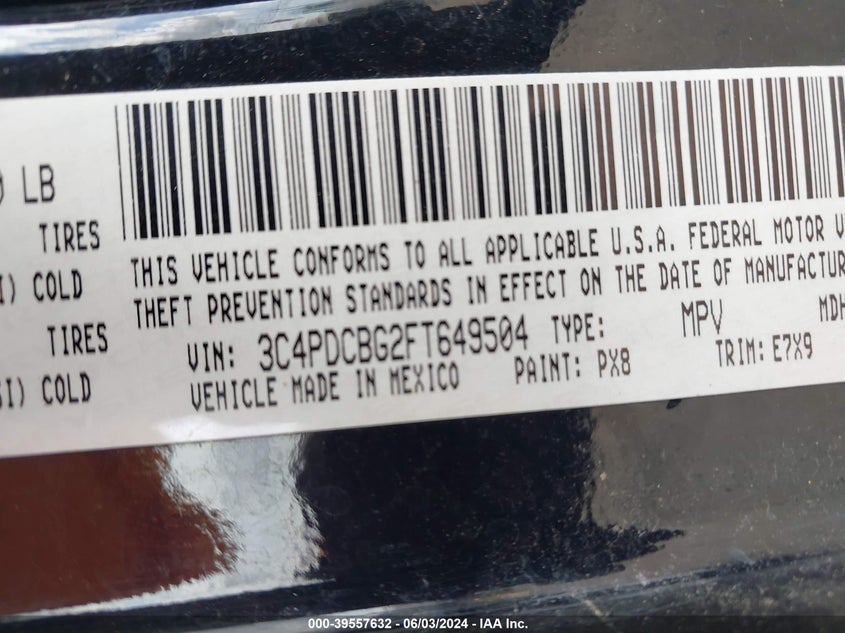 LB
TIRES
COLD
TIRES
COLD
THIS VEHICLE CONFORMS TO ALL APPLICABLE U.S.A. FEDERAL MOTOR V
THEFT PREVENTION STANDARDS IN EFFECT ON THE DATE OF MANUFACTUR
VIN: 3C4PDCBG2FT649504 TYPE: MPV MDH
VEHICLE MADE IN MEXICO PAINT: PX8 TRIM: E7X9
000-39557632 - 06/03/2024 - IAA Inc.